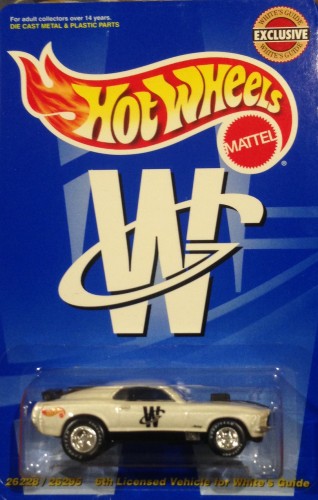 For adult collectors over 14 years.
DIE CAST METAL & PLASTIC PARTS
WHITE'S GUIDE
EXCLUSIVE
WHITE'S GUIDE
HOT WHEELS
MATTEL
®
WG
W
5th Licensed Vehicle for White's Guide